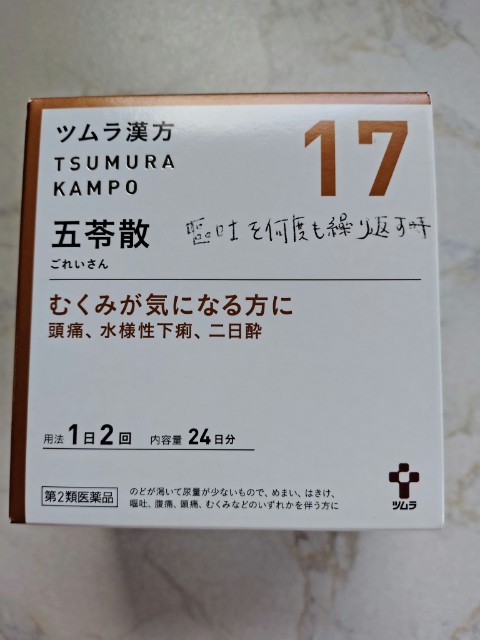 ツムラ漢方
TSUMURA
KAMPO
17
五苓散
ごれいさん
嘔吐を何度も繰り返す時
むくみが気になる方に
頭痛、水様性下痢、二日酔
用法 1日2回 内容量 24日分
第2類医薬品
のどが渇いて尿量が少ないもので、めまい、はきけ、
嘔吐、腹痛、頭痛、むくみなどのいずれかを伴う方に
ツムラ